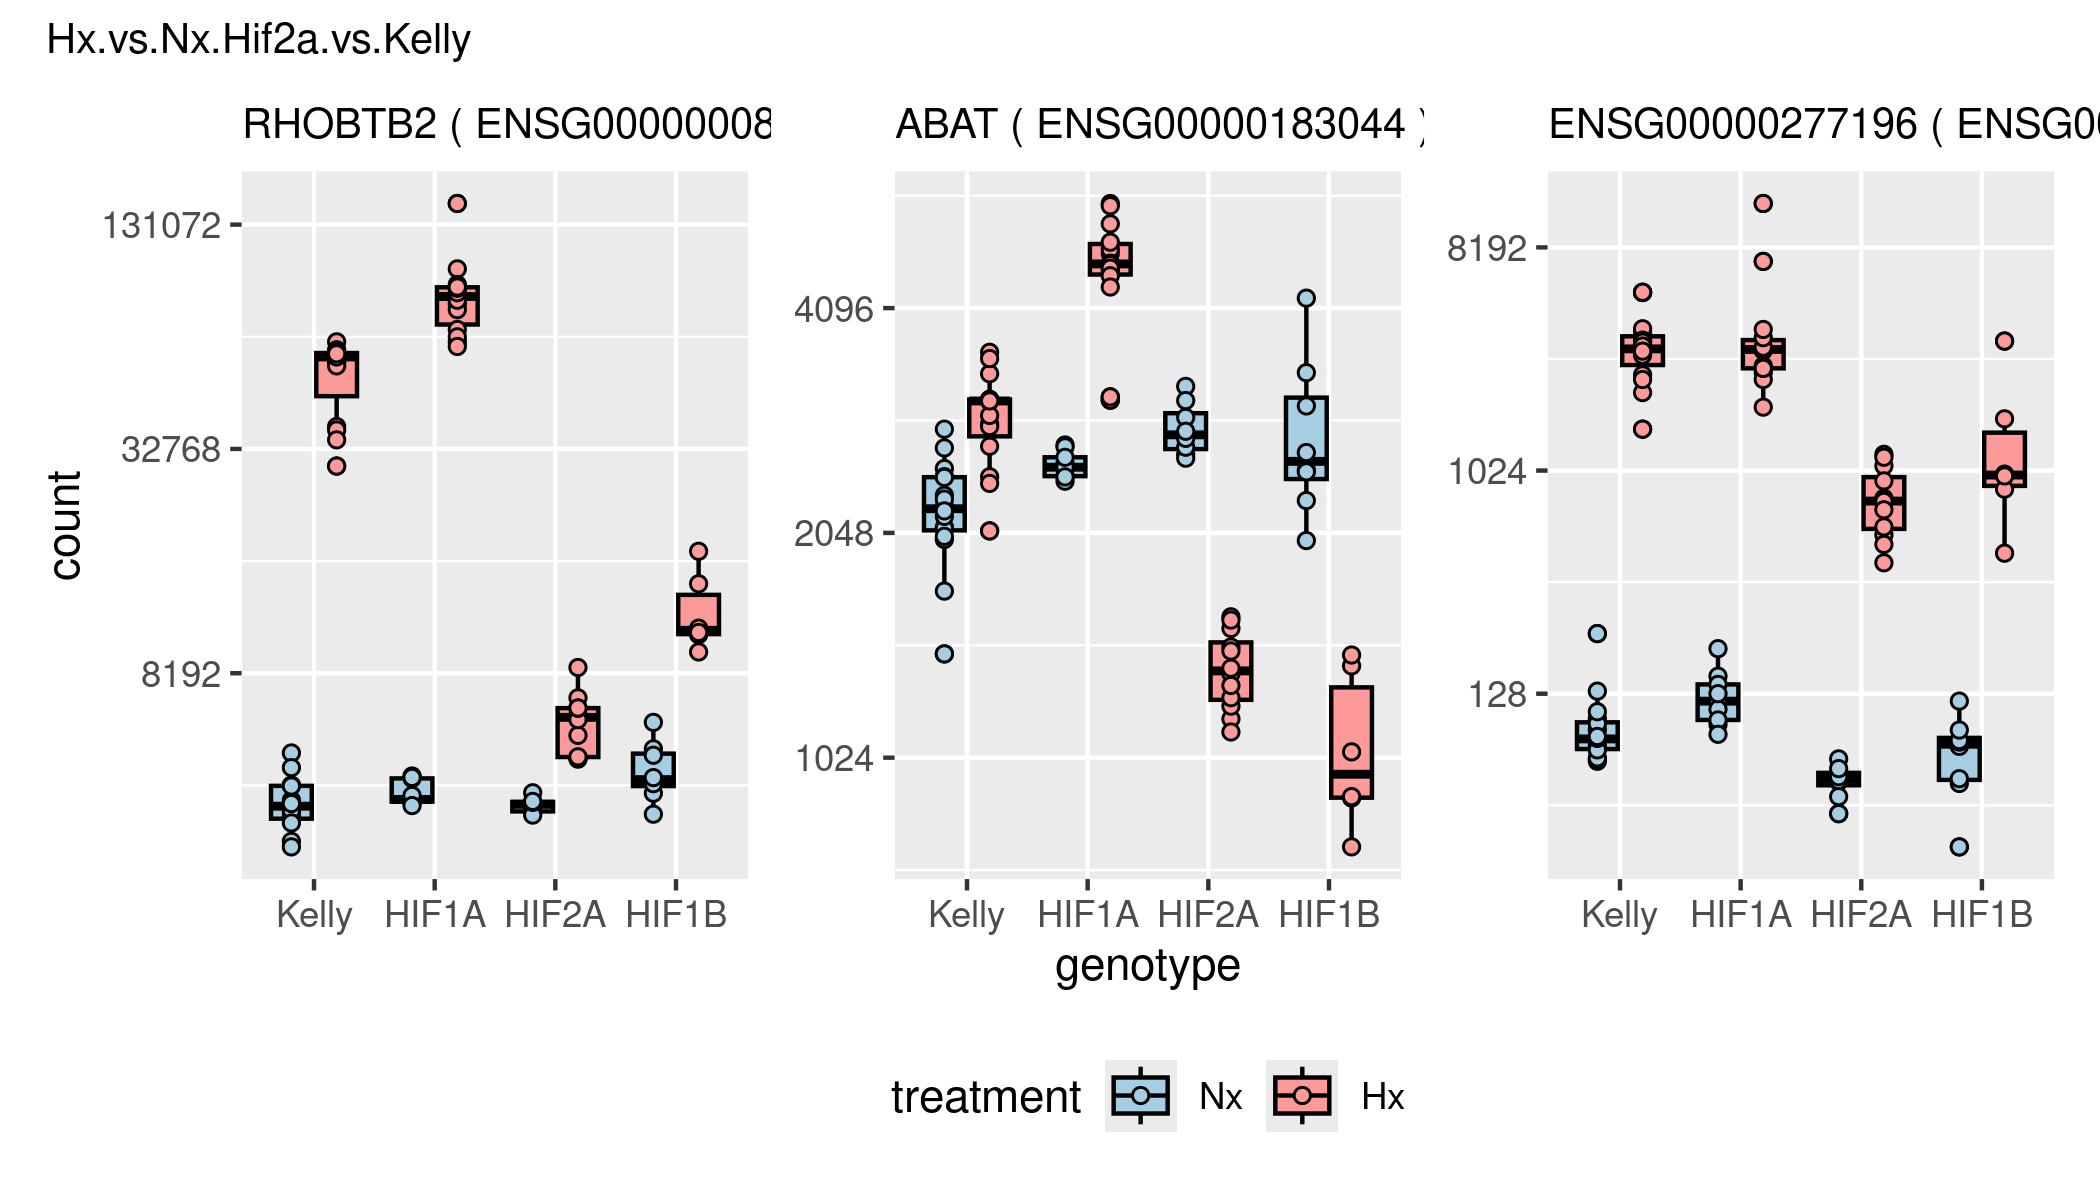 Hx.vs.Nx.Hif2a.vs.Kelly
RHOBTB2 ( ENSG00000008
ABAT ( ENSG00000183044 )
ENSG00000277196 ( ENSG00
count
131072
32768
8192
4096
2048
1024
8192
1024
128
Kelly HIF1A HIF2A HIF1B
Kelly HIF1A HIF2A HIF1B
Kelly HIF1A HIF2A HIF1B
genotype
treatment Nx Hx